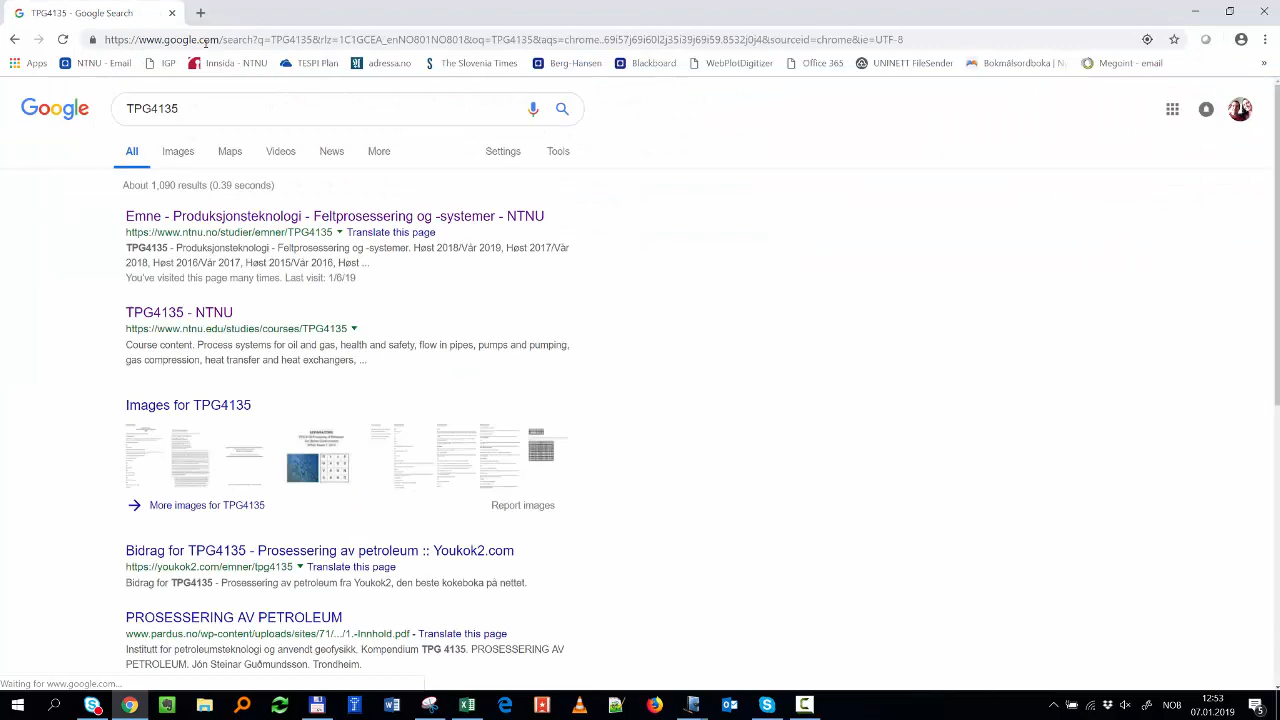 TPG4135 - Google Search
https://www.google.com/search?q=TPG4135&rlz=1C1GCEA_enNO801NO801&oq=TPG4135&aqs=chrome..69i57j69i60l2j35i39j69i59.8532j0j4&sourceid=chrome&ie=UTF-8
Apps NTNU - Email IGP Innsida - NTNU TESPI Plan adressa.no The Slovenia Times Berg-Hansen Blackboard WebPlotDigitizer Office 365 UNINETT FileSender Bokmålsordboka | N Megoint - email
Google TPG4135
All Images Maps Videos News More Settings Tools
About 1,090 results (0.39 seconds)
Emne - Produksjonsteknologi - Feltprosessering og -systemer - NTNU
https://www.ntnu.no/studier/emner/TPG4135 Translate this page
TPG4135 - Produksjonsteknologi - Feltprosessering og -systemer. Høst 2018/Vår 2019, Høst 2017/Vår
2018, Høst 2016/Vår 2017, Høst 2015/Vår 2016, Høst ...
You've visited this page many times. Last visit: 1/6/19
TPG4135 - NTNU
https://www.ntnu.edu/studies/courses/TPG4135
Course content. Process systems for oil and gas, health and safety, flow in pipes, pumps and pumping,
gas compression, heat transfer and heat exchangers, ...
Images for TPG4135
More images for TPG4135 Report images
Bidrag for TPG4135 - Prosessering av petroleum :: Youkok2.com
https://youkok2.com/emner/tpg4135 Translate this page
Bidrag for TPG4135 - Prosessering av petroleum fra Youkok2, den beste kokeboka på nettet.
PROSESSERING AV PETROLEUM
www.pardus.no/wp-content/uploads/sites/71/.../1.-Innhold.pdf - Translate this page
Institutt for petroleumsteknologi og anvendt geofysikk. Kompendium TPG 4135. PROSESSERING AV
PETROLEUM. Jón Steinar Guðmundsson. Trondheim.
Waiting for www.google.com...
NOB
12:53
07.01.2019
5